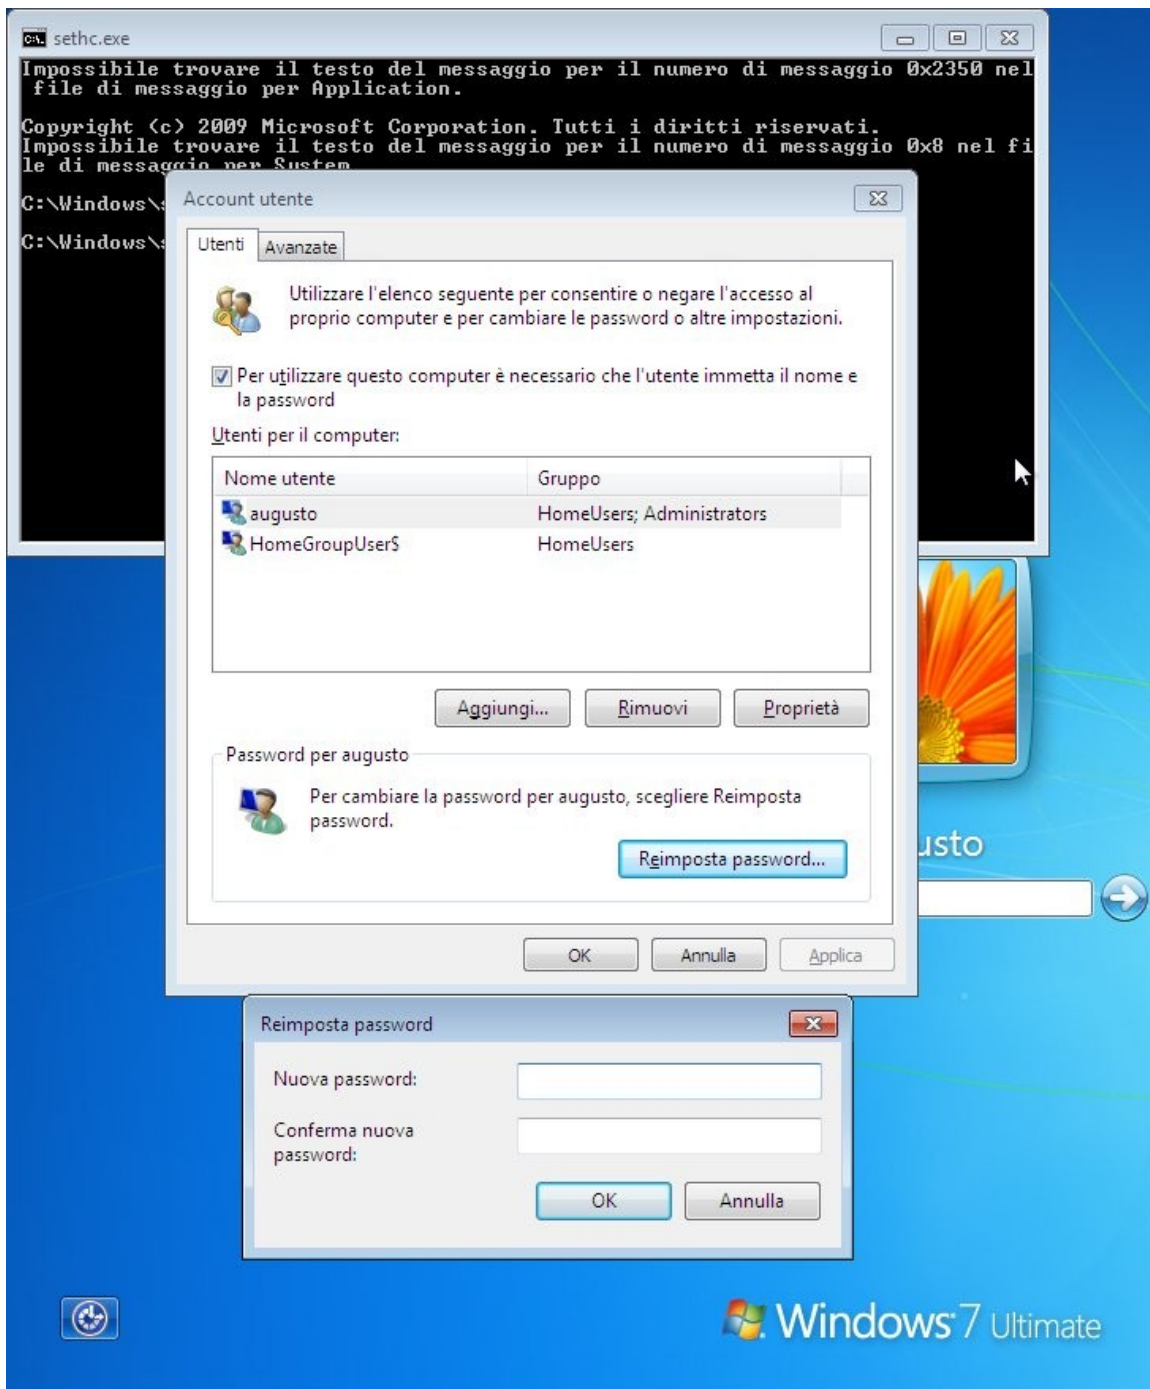 sethc.exe
Impossibile trovare il testo del messaggio per il numero di messaggio 0x2350 nel
file di messaggio per Application.
Copyright (c) 2009 Microsoft Corporation. Tutti i diritti riservati.
Impossibile trovare il testo del messaggio per il numero di messaggio 0x8 nel fi
le di messaggio per System
C:\Windows\s
C:\Windows\s
Account utente
Utenti Avanzate
Utilizzare l'elenco seguente per consentire o negare l'accesso al
proprio computer e per cambiare le password o altre impostazioni.
Per utilizzare questo computer è necessario che l'utente immetta il nome e
la password
Utenti per il computer:
Nome utente Gruppo
augusto HomeUsers; Administrators
HomeGroupUser$ HomeUsers
Aggiungi... Rimuovi Proprietà
Password per augusto
Per cambiare la password per augusto, scegliere Reimposta
password.
Reimposta password...
usto
OK Annulla Applica
Reimposta password
Nuova password:
Conferma nuova
password:
OK Annulla
Windows 7 Ultimate